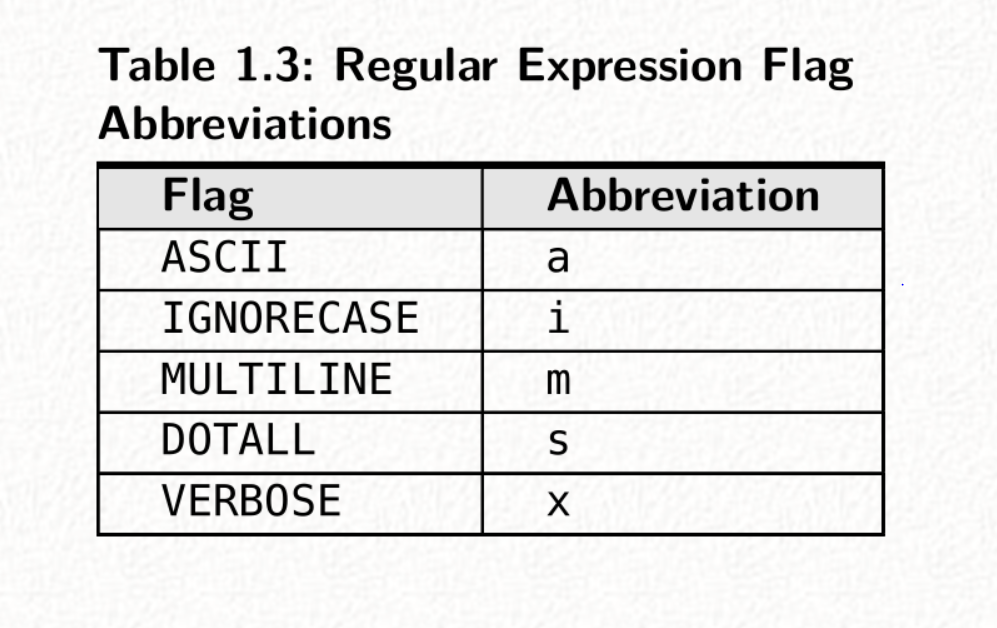 Table 1.3: Regular Expression Flag
Abbreviations
Flag Abbreviation
ASCII a
IGNORECASE i
MULTILINE m
DOTALL s
VERBOSE x